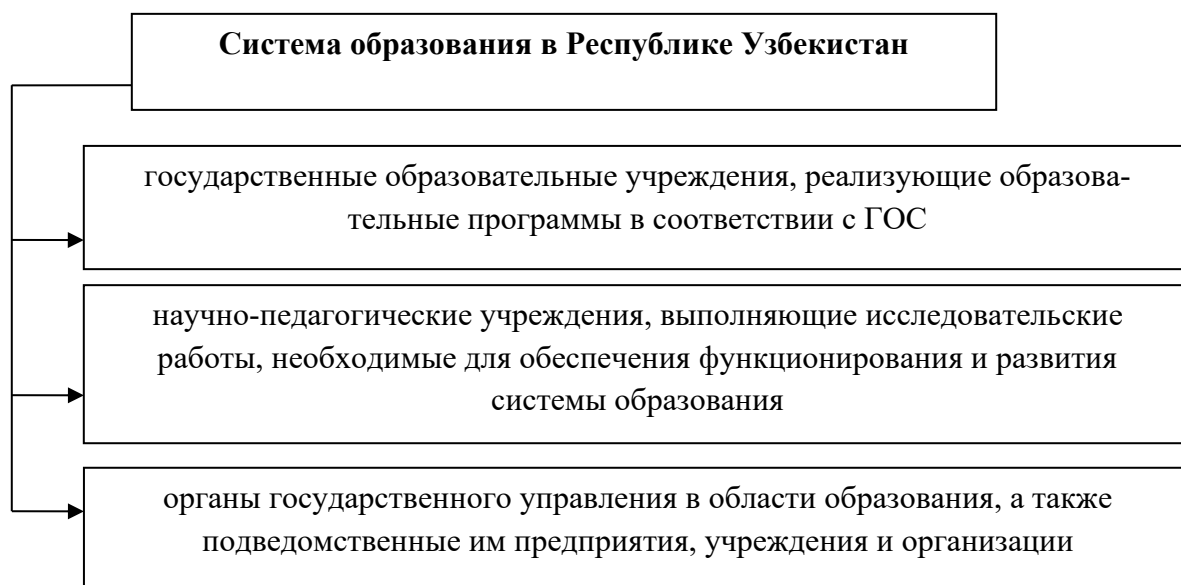 Система образования в Республике Узбекистан
государственные образовательные учреждения, реализующие образова-
тельные программы в соответствии с ГОС
научно-педагогические учреждения, выполняющие исследовательские
работы, необходимые для обеспечения функционирования и развития
системы образования
органы государственного управления в области образования, а также
подведомственные им предприятия, учреждения и организации